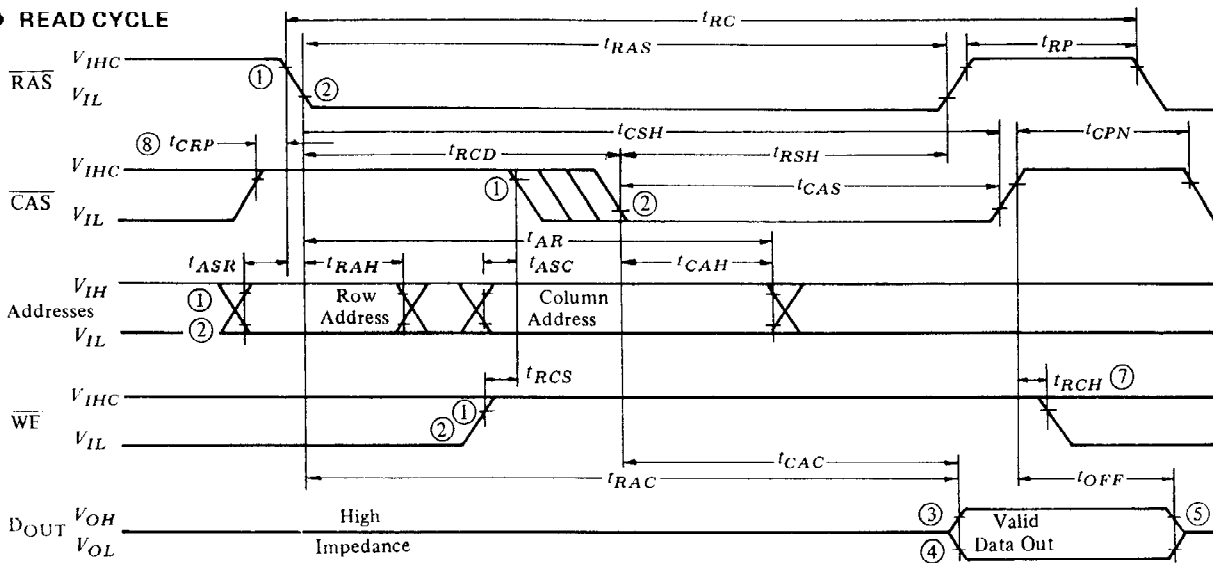 READ CYCLE
tRC
tRAS
tRP
RAS
VIHC
VIL
①
②
tCSH
tCPN
⑧ tCRP
tRCD
tRSH
CAS
VIHC
VIL
①
②
tCAS
tAR
tASR
tRAH
tASC
tCAH
Addresses
VIH
VIL
①
②
Row
Address
Column
Address
tRCS
tRCH ⑦
WE
VIHC
VIL
①
②
tCAC
tRAC
tOFF
DOUT
VOH
VOL
High
Impedance
③
④
Valid
Data Out
⑤